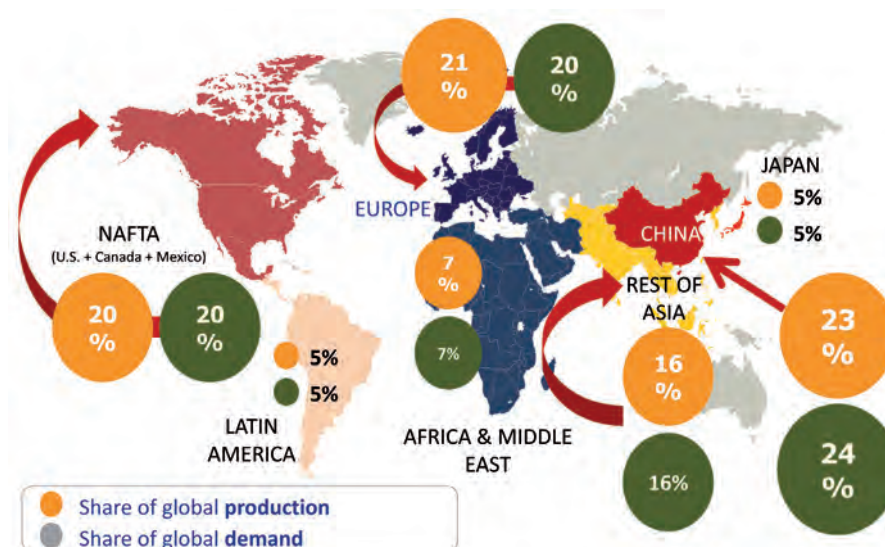 21
%
20
%
JAPAN
5%
5%
EUROPE
CHINA
NAFTA
(U.S. + Canada + Mexico)
20
%
20
%
7
%
7%
REST OF
ASIA
23
%
5%
5%
16
%
LATIN
AMERICA
AFRICA & MIDDLE
EAST
16%
24
%
Share of global production
Share of global demand